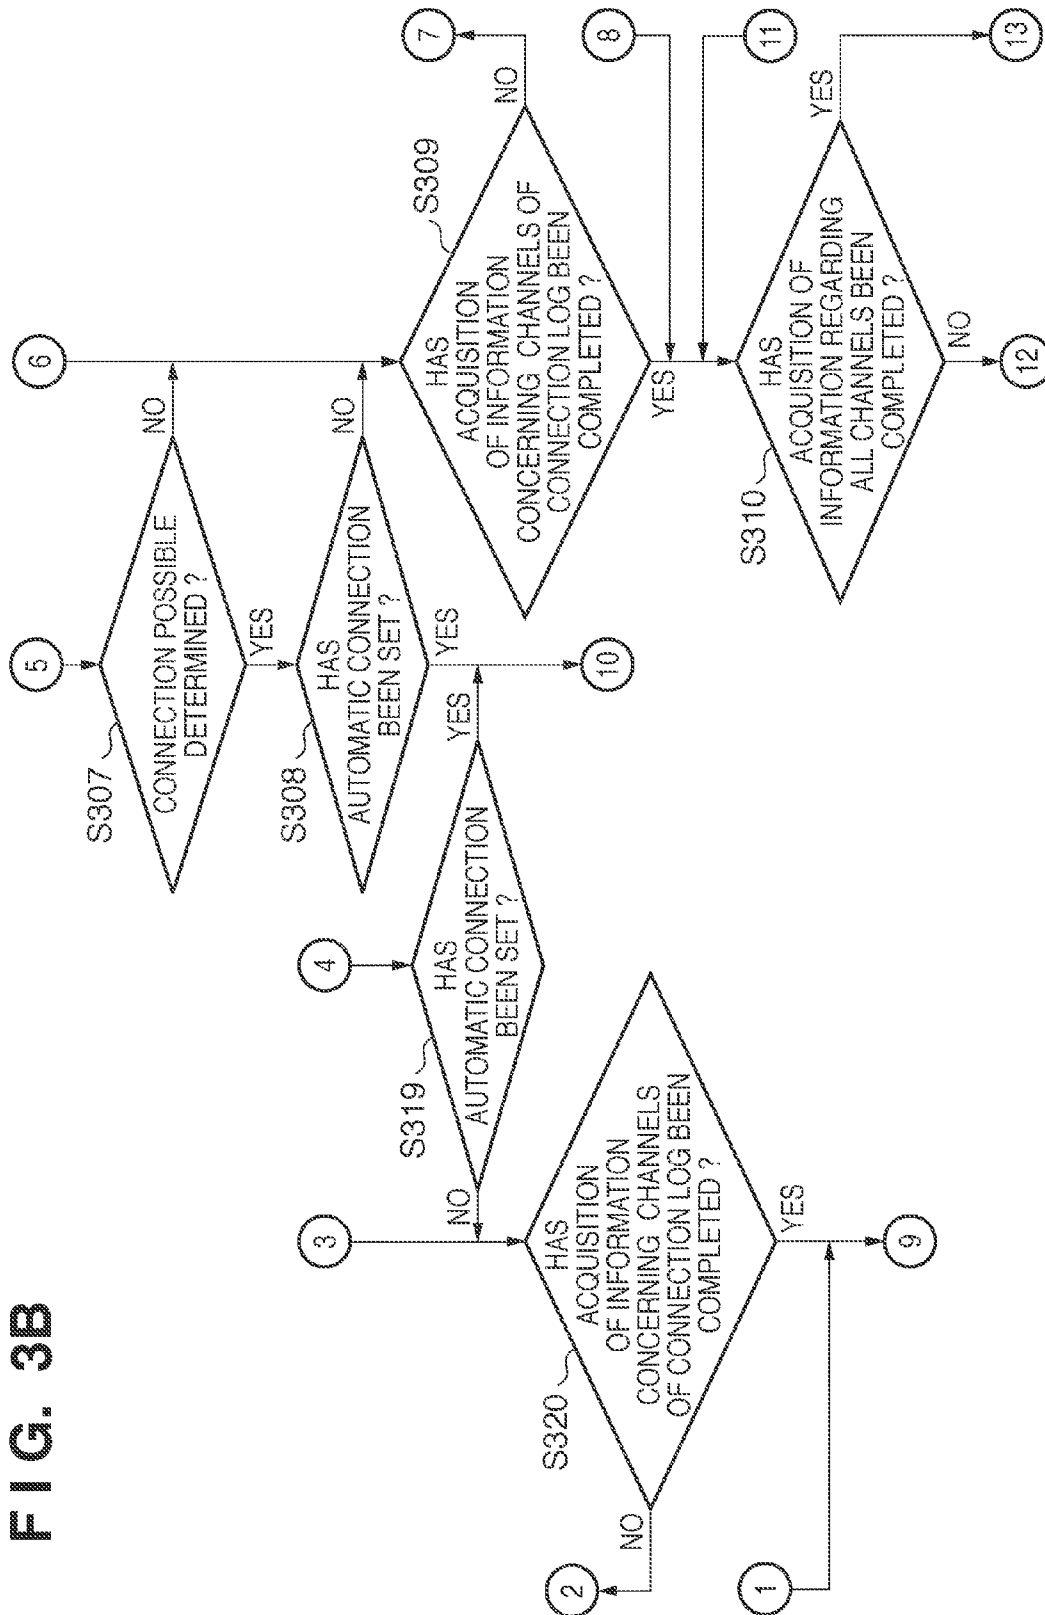 FIG. 3B
3
4
5
6
S307
CONNECTION POSSIBLE
DETERMINED ?
NO
YES
S308
HAS
AUTOMATIC CONNECTION
BEEN SET ?
NO
YES
S319
HAS
AUTOMATIC CONNECTION
BEEN SET ?
NO
YES
10
S320
HAS
ACQUISITION
OF INFORMATION
CONCERNING CHANNELS
OF CONNECTION LOG BEEN
COMPLETED ?
NO
2
YES
1
9
S309
HAS
ACQUISITION
OF INFORMATION
CONCERNING CHANNELS OF
CONNECTION LOG BEEN
COMPLETED ?
NO
7
YES
8
11
S310
HAS
ACQUISITION OF
INFORMATION REGARDING
ALL CHANNELS BEEN
COMPLETED ?
YES
13
NO
12